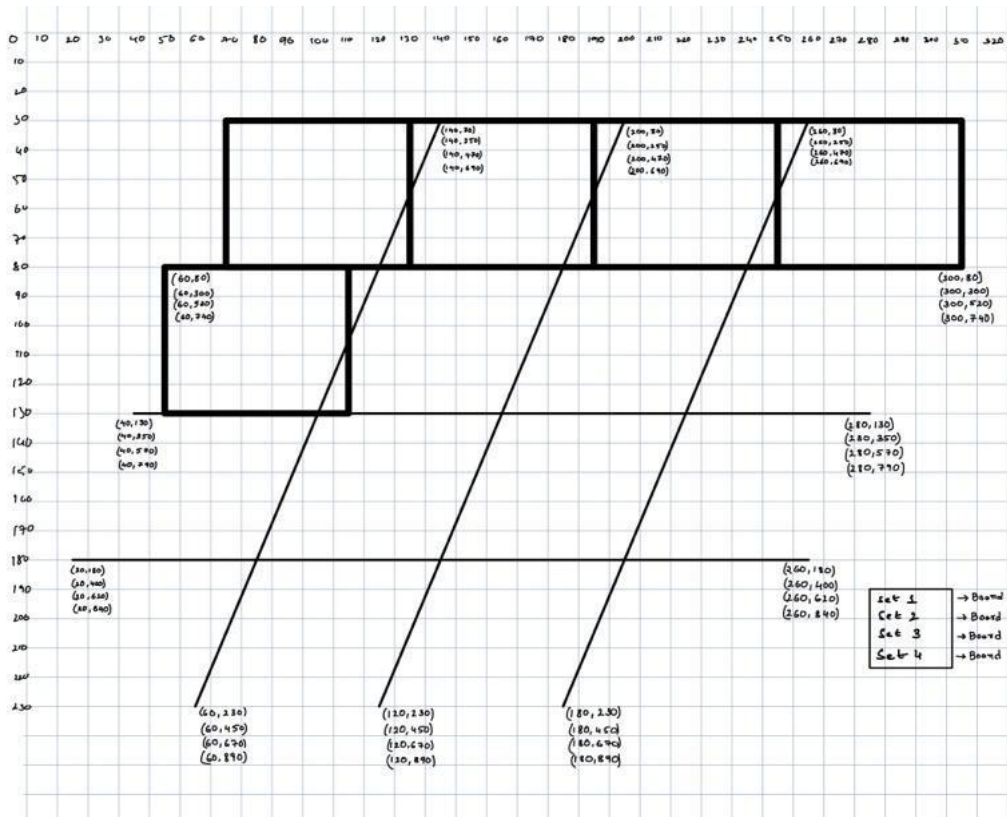 0 10 20 30 40 50 60 70 80 90 100 110 120 130 140 150 160 170 180 190 200 210 220 230 240 250 260 270 280 290 300 310 320
10
20
30
(140,30) (200,30) (260,30)
(140,250) (200,250) (260,250)
40
(140,470) (200,470) (260,470)
(140,690) (200,690) (260,690)
50
60
70
80
(60,80) (300,80)
(60,300) (300,300)
90
(60,520) (300,520)
(60,740) (300,740)
100
110
120
130
(40,130) (280,130)
(40,350) (280,350)
140
(40,570) (280,570)
(40,790) (280,790)
150
160
170
180
(20,180) (260,180)
(20,400) (260,400)
190
(20,620) (260,620)
(20,840) (260,840)
Set 1 → Board
Set 2 → Board
200
Set 3 → Board
Set 4 → Board
210
220
230
(60,230) (120,230) (180,230)
(60,450) (120,450) (180,450)
(60,670) (120,670) (180,670)
(60,890) (120,890) (180,890)